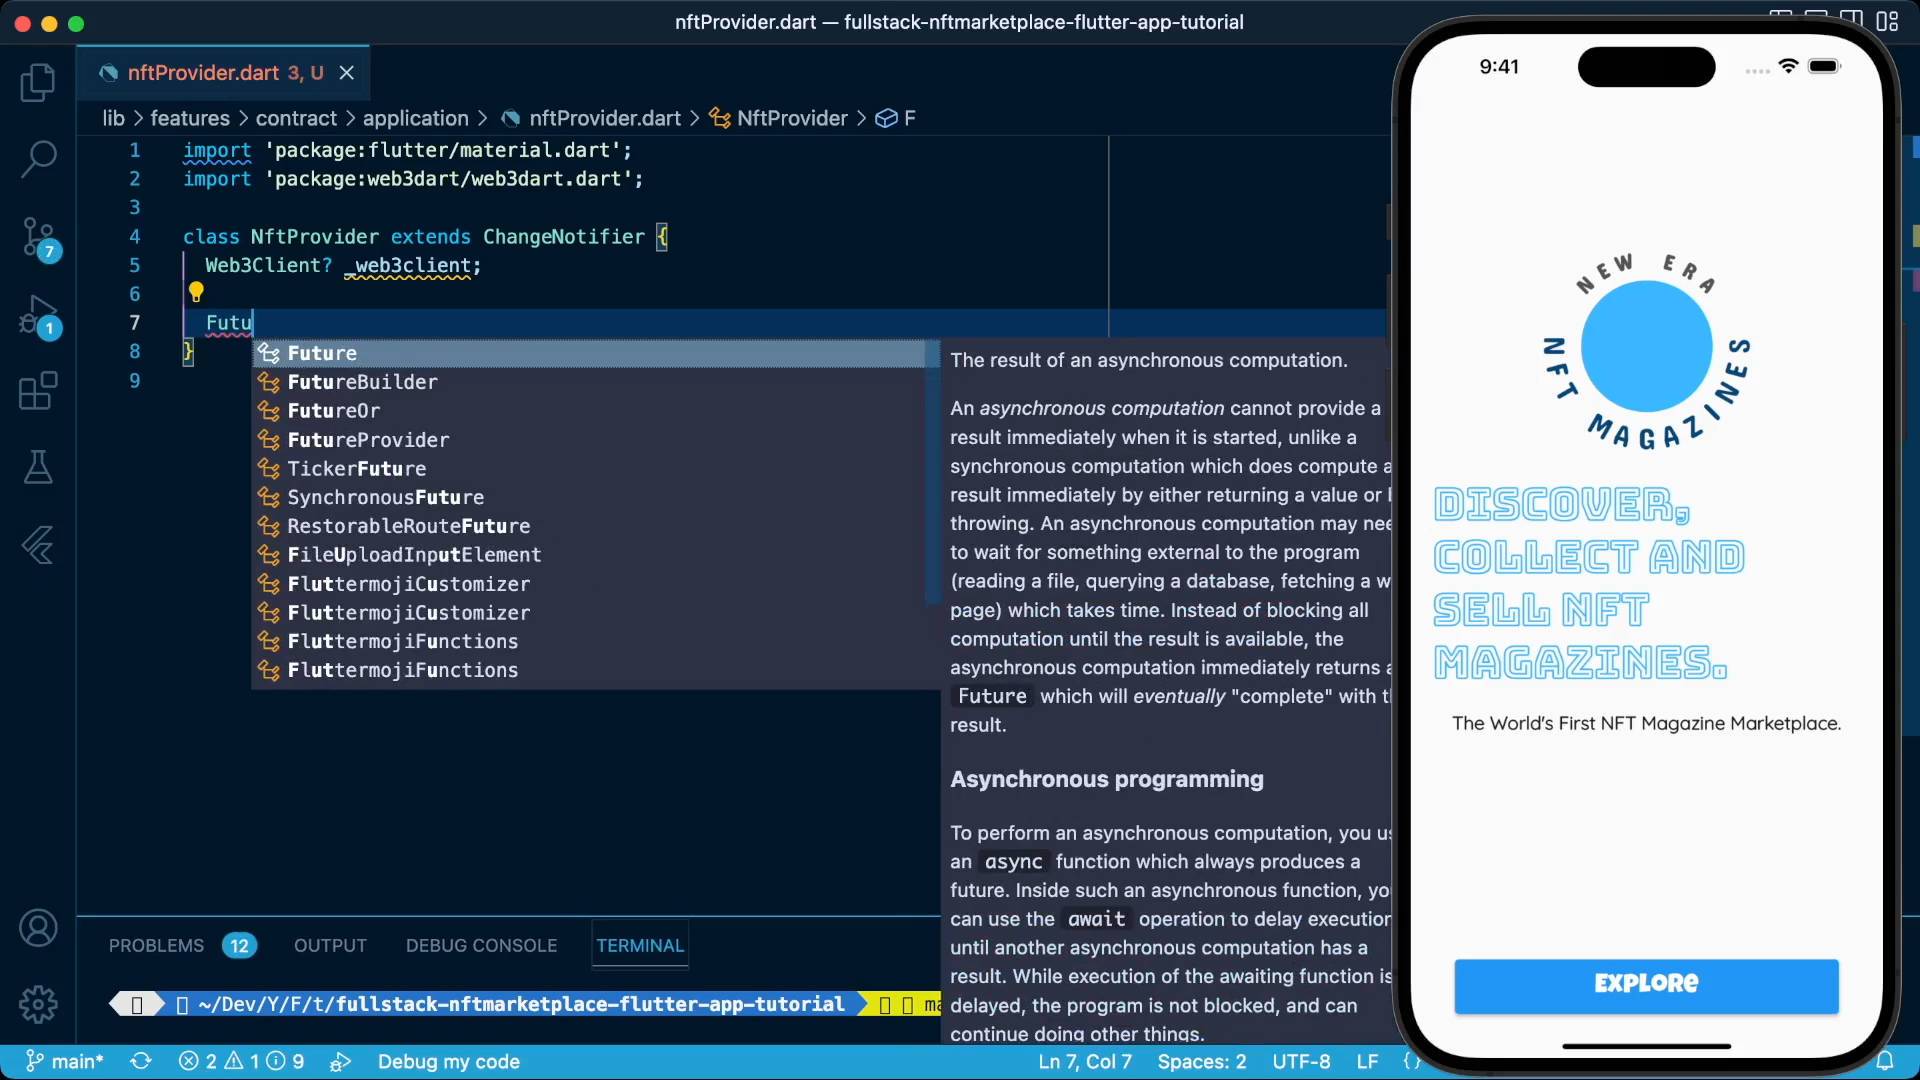 nftProvider.dart — fullstack-nftmarketplace-flutter-app-tutorial
nftProvider.dart 3, U
lib > features > contract > application > nftProvider.dart > NftProvider > F
1 import 'package:flutter/material.dart';
2 import 'package:web3dart/web3dart.dart';
3
4 class NftProvider extends ChangeNotifier {
5 Web3Client? _web3client;
6
7 Futu
8 }
9
7
1
Future
FutureBuilder
FutureOr
FutureProvider
TickerFuture
SynchronousFuture
RestorableRouteFuture
FileUploadInputElement
FluttermojiCustomizer
FluttermojiCustomizer
FluttermojiFunctions
FluttermojiFunctions
The result of an asynchronous computation.
An asynchronous computation cannot provide a
result immediately when it is started, unlike a
synchronous computation which does compute a
result immediately by either returning a value or
throwing. An asynchronous computation may nee
to wait for something external to the program
(reading a file, querying a database, fetching a w
page) which takes time. Instead of blocking all
computation until the result is available, the
asynchronous computation immediately returns a
Future which will eventually "complete" with t
result.
Asynchronous programming
To perform an asynchronous computation, you us
an async function which always produces a
future. Inside such an asynchronous function, yo
can use the await operation to delay execution
until another asynchronous computation has a
result. While execution of the awaiting function is
delayed, the program is not blocked, and can
continue doing other things.
PROBLEMS 12 OUTPUT DEBUG CONSOLE TERMINAL
~/Dev/Y/F/t/fullstack-nftmarketplace-flutter-app-tutorial ma
main* 2 1 9 Debug my code Ln 7, Col 7 Spaces: 2 UTF-8 LF {
9:41
NEW ERA
NFT MAGAZINES
DISCOVER,
COLLECT AND
SELL NFT
MAGAZINES.
The World's First NFT Magazine Marketplace.
EXPLORE